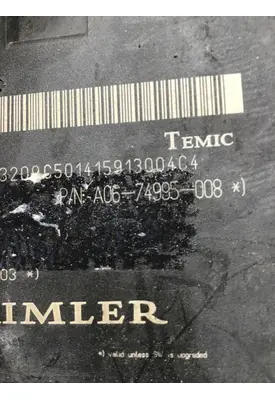 TEMIC
3208C501415913004C4
P/N: A06-74995-008 *)
03 *)
IMLER
*) valid unless SW is upgraded